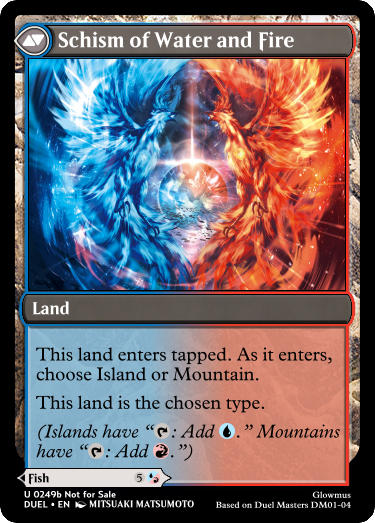 Schism of Water and Fire
Land
This land enters tapped. As it enters,
choose Island or Mountain.
This land is the chosen type.
(Islands have “: Add .” Mountains
have “: Add .”)
Fish 5
U 0249b Not for Sale
Glowmus
DUEL • EN MITSUAKI MATSUMOTO
Based on Duel Masters DM01-04